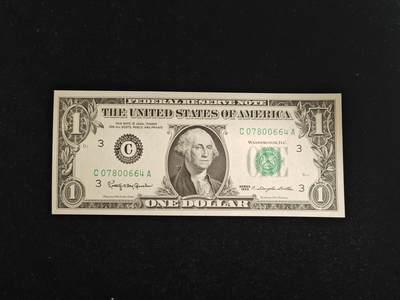 FEDERAL RESERVE NOTE
THE UNITED STATES OF AMERICA
THIS NOTE IS LEGAL TENDER
FOR ALL DEBTS, PUBLIC AND PRIVATE
C 07800664 A
WASHINGTON, D.C.
3
3
C
C 07800664 A
3
3
SERIES
1
1
1
1
ONE DOLLAR